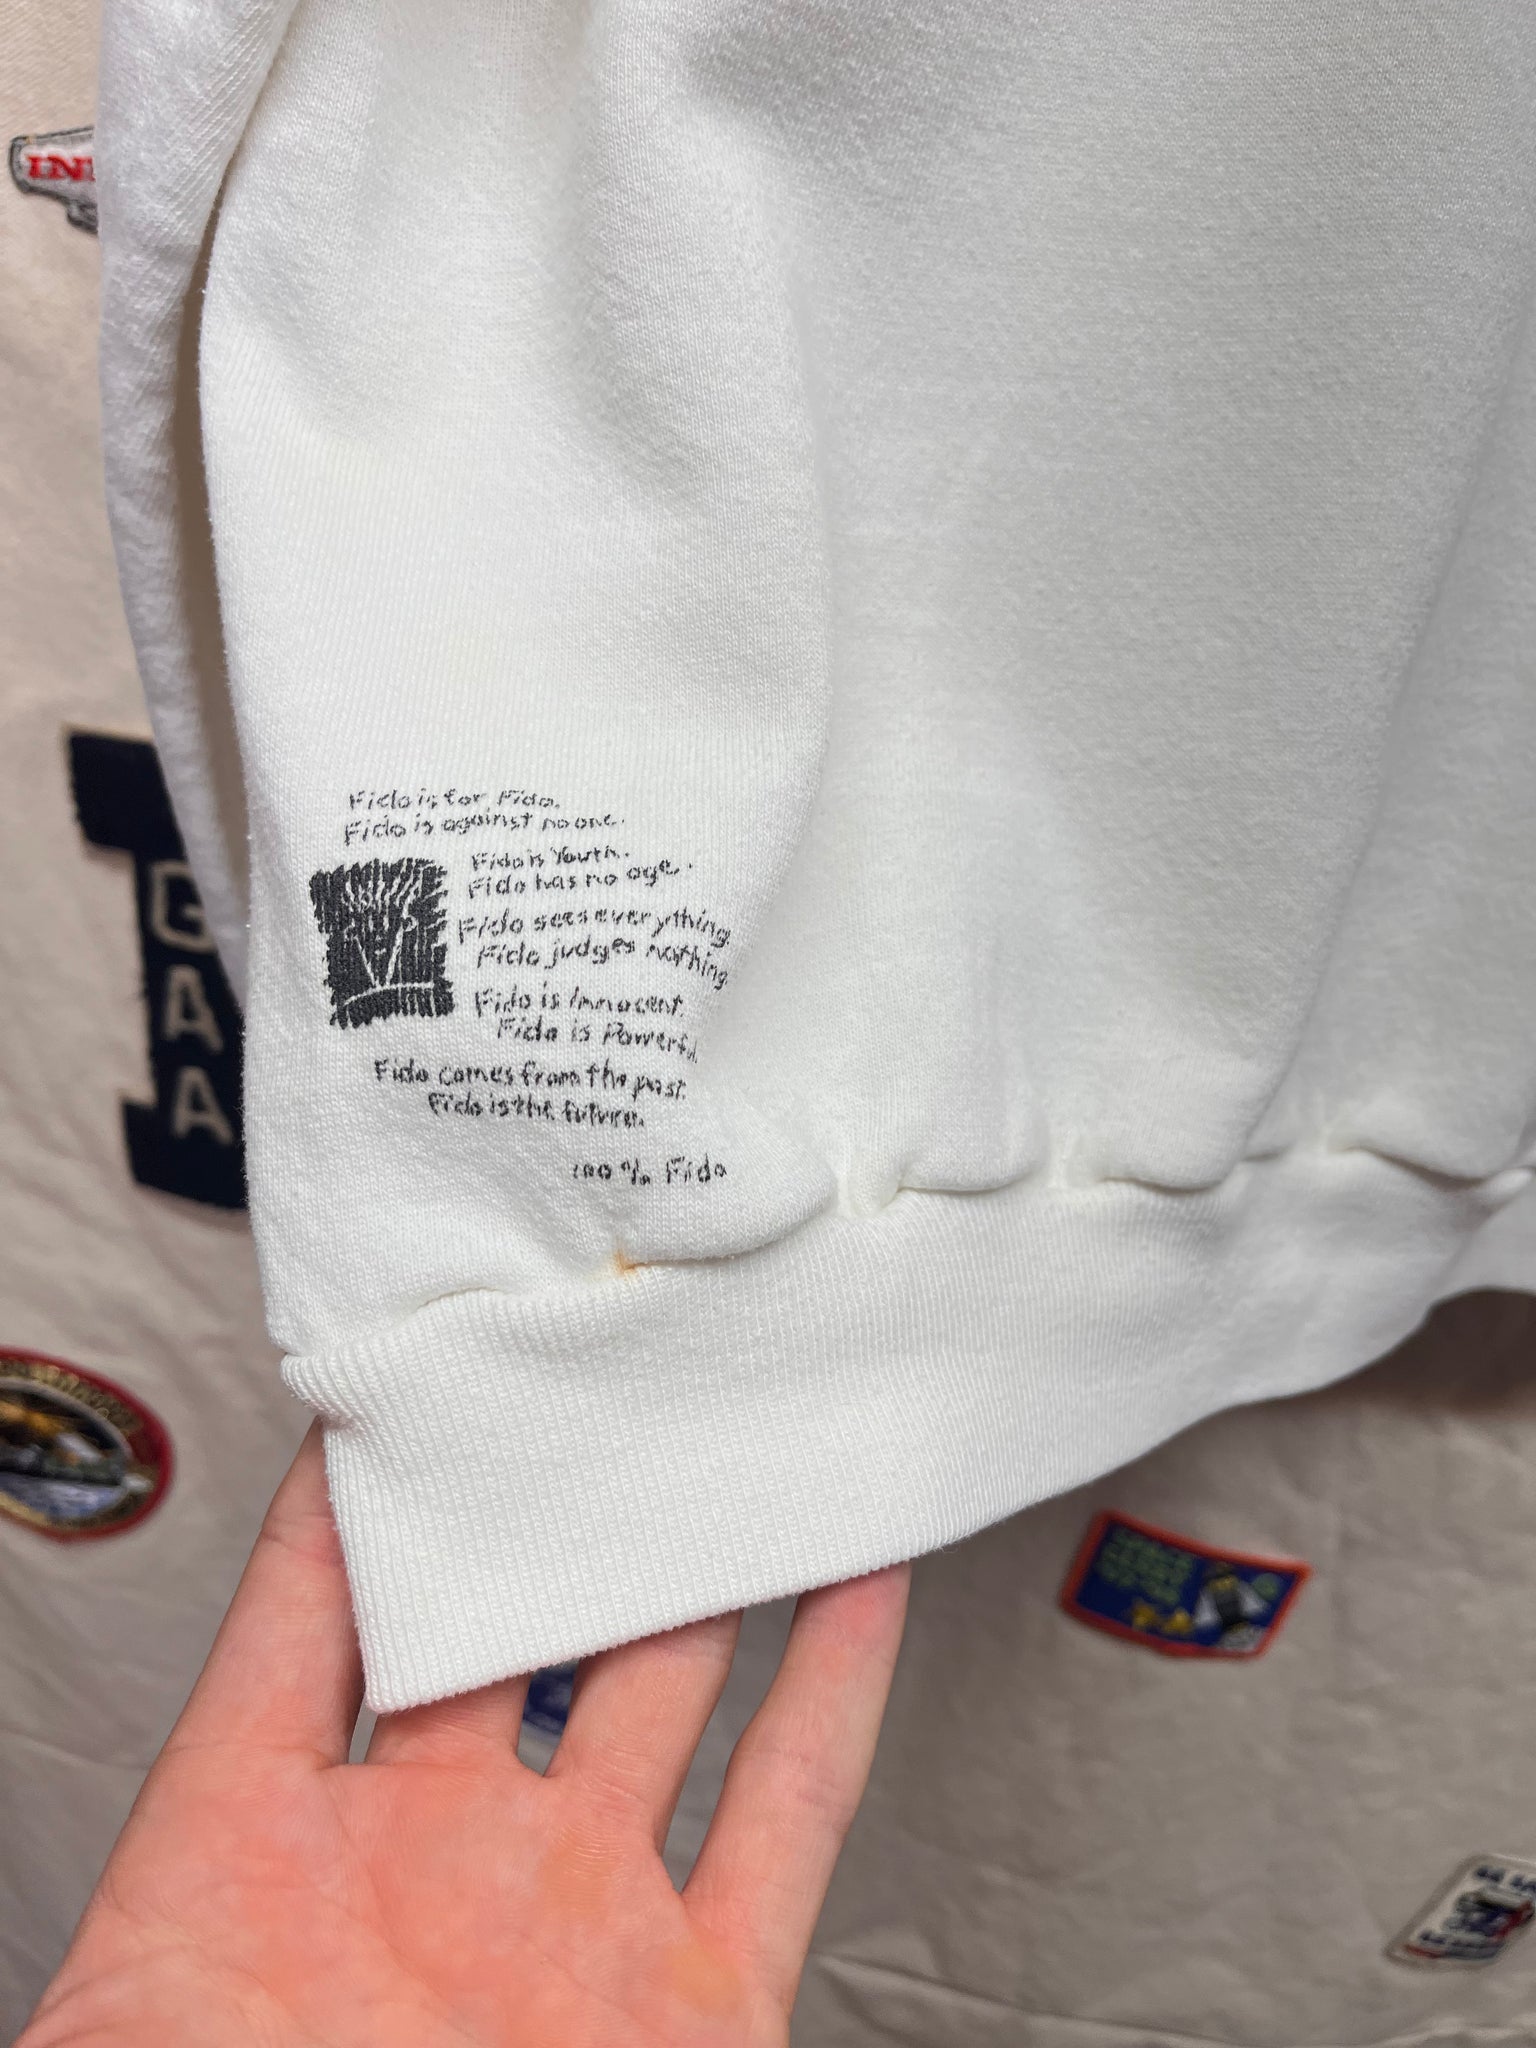 IN
Fido is for Fido.
Fido is against no one.
Fido is Youth.
Fido has no age.
Fido sees everything.
Fido judges nothing.
Fido is Innocent.
Fido is Powerful.
Fido comes from the past.
Fido is the future.
100% Fido
G
A
A